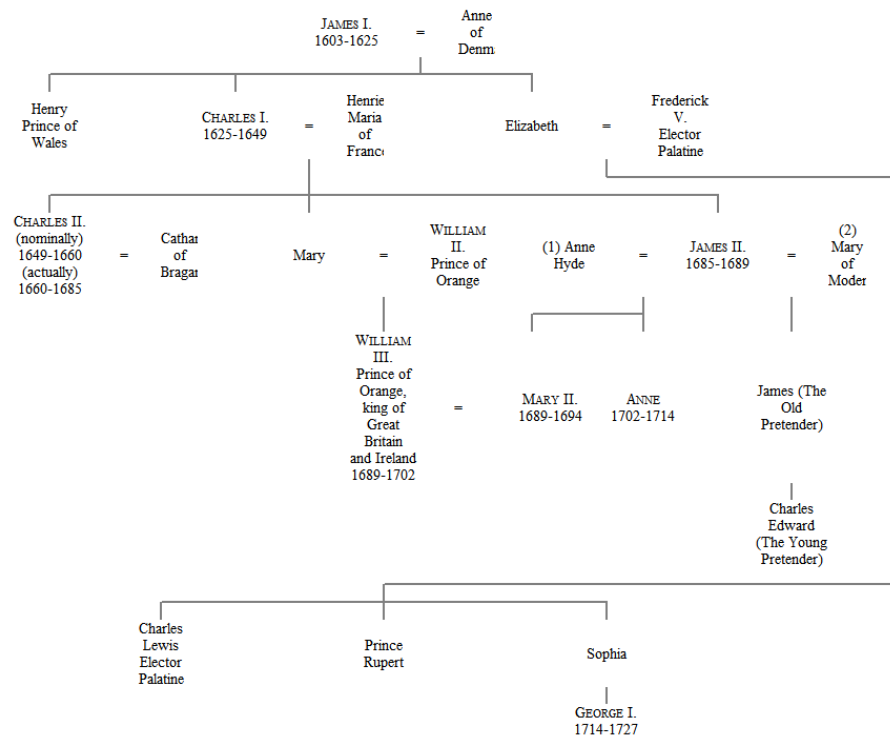 JAMES I.
1603-1625
=
Anne
of
Denm
Henry
Prince of
Wales
CHARLES I.
1625-1649
=
Henrie
Maria
of
France
Elizabeth
=
Frederick
V.
Elector
Palatine
CHARLES II.
(nominally)
1649-1660
(actually)
1660-1685
=
Cathar
of
Bragan
Mary
=
WILLIAM
II.
Prince of
Orange
(1) Anne
Hyde
=
JAMES II.
1685-1689
=
(2)
Mary
of
Moder
WILLIAM
III.
Prince of
Orange,
king of
Great
Britain
and Ireland
1689-1702
=
MARY II.
1689-1694
ANNE
1702-1714
James (The
Old
Pretender)
Charles
Edward
(The Young
Pretender)
Charles
Lewis
Elector
Palatine
Prince
Rupert
Sophia
GEORGE I.
1714-1727